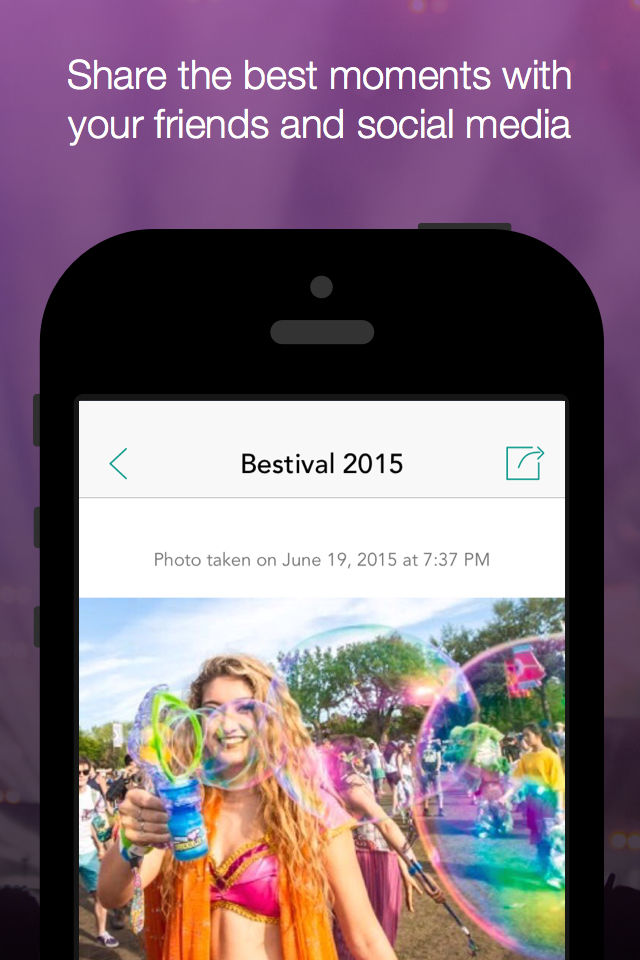 Share the best moments with
your friends and social media
Bestival 2015
Photo taken on June 19, 2015 at 7:37 PM